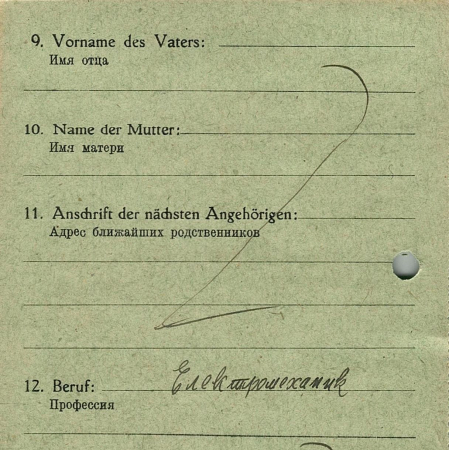 9. Vorname des Vaters:
Имя отца
10. Name der Mutter:
Имя матери
11. Anschrift der nächsten Angehörigen:
Адрес ближайших родственников
12. Beruf: Електромеханик
Профессия